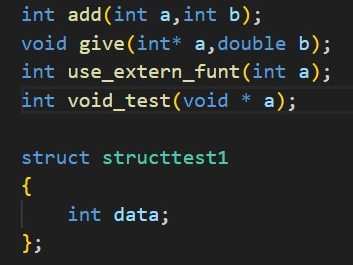 int add(int a,int b);
void give(int* a,double b);
int use_extern_funt(int a);
int void_test(void * a);
struct structtest1
{
    int data;
};